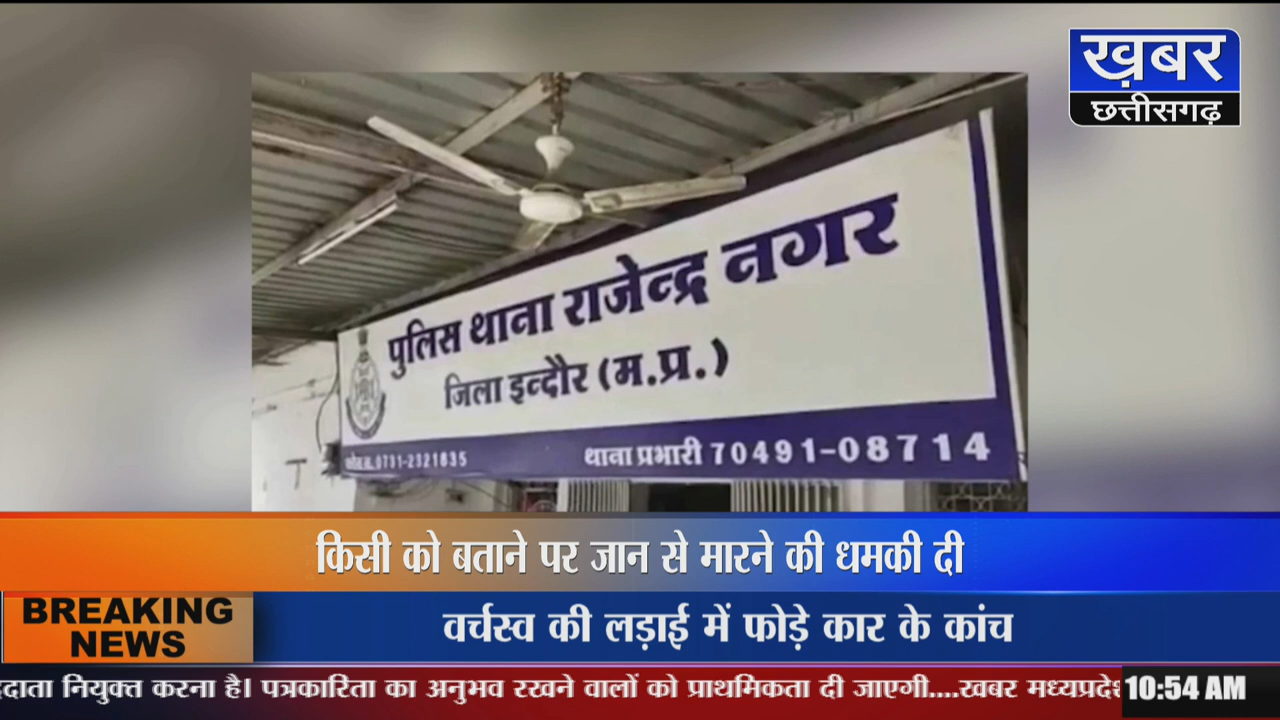 ख़बर
छत्तीसगढ़
पुलिस थाना राजेन्द्र नगर
जिला इन्दौर (म.प्र.)
थाना प्रभारी 70491-08714
किसी को बताने पर जान से मारने की धमकी दी
BREAKING
NEWS
वर्चस्व की लड़ाई में फोड़े कार के कांच
नियुक्त करना है। पत्रकारिता का अनुभव रखने वालों को प्राथमिकता दी जाएगी....खबर मध्यप्रदेश
10:54 AM